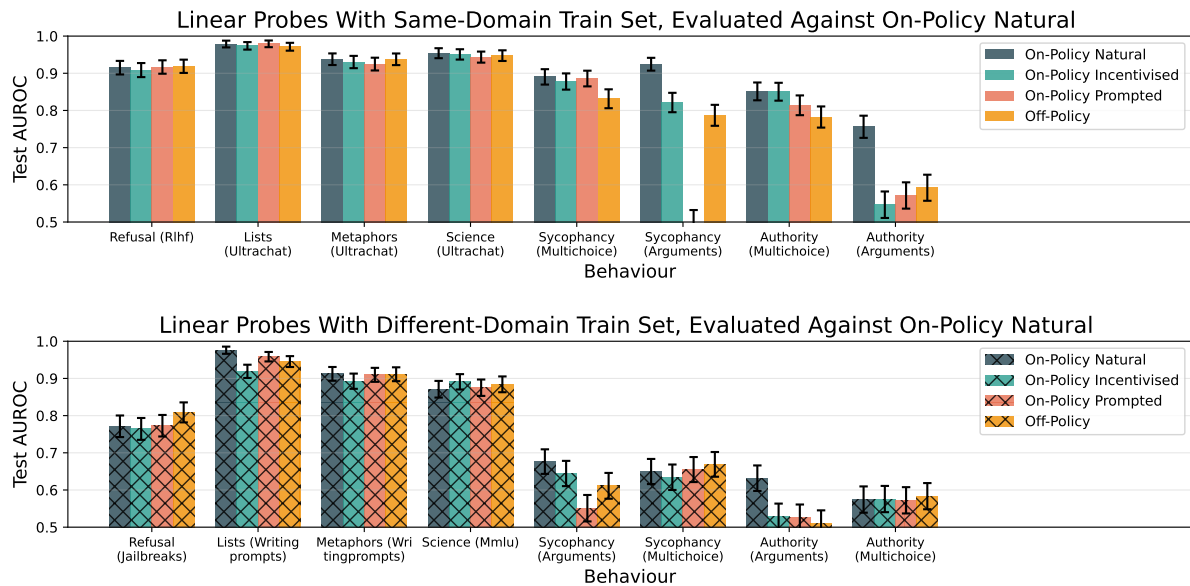 Linear Probes With Same-Domain Train Set, Evaluated Against On-Policy Natural
1.0
0.9
0.8
0.7
0.6
0.5
Test AUROC
On-Policy Natural
On-Policy Incentivised
On-Policy Prompted
Off-Policy
Refusal (Rlhf)
Lists
(Ultrachat)
Metaphors
(Ultrachat)
Science
(Ultrachat)
Sycophancy
(Multichoice)
Sycophancy
(Arguments)
Authority
(Multichoice)
Authority
(Arguments)
Behaviour
Linear Probes With Different-Domain Train Set, Evaluated Against On-Policy Natural
1.0
0.9
0.8
0.7
0.6
0.5
Test AUROC
On-Policy Natural
On-Policy Incentivised
On-Policy Prompted
Off-Policy
Refusal
(Jailbreaks)
Lists (Writing
prompts)
Metaphors (Wri
tingprompts)
Science (Mmlu)
Sycophancy
(Arguments)
Sycophancy
(Multichoice)
Authority
(Arguments)
Authority
(Multichoice)
Behaviour